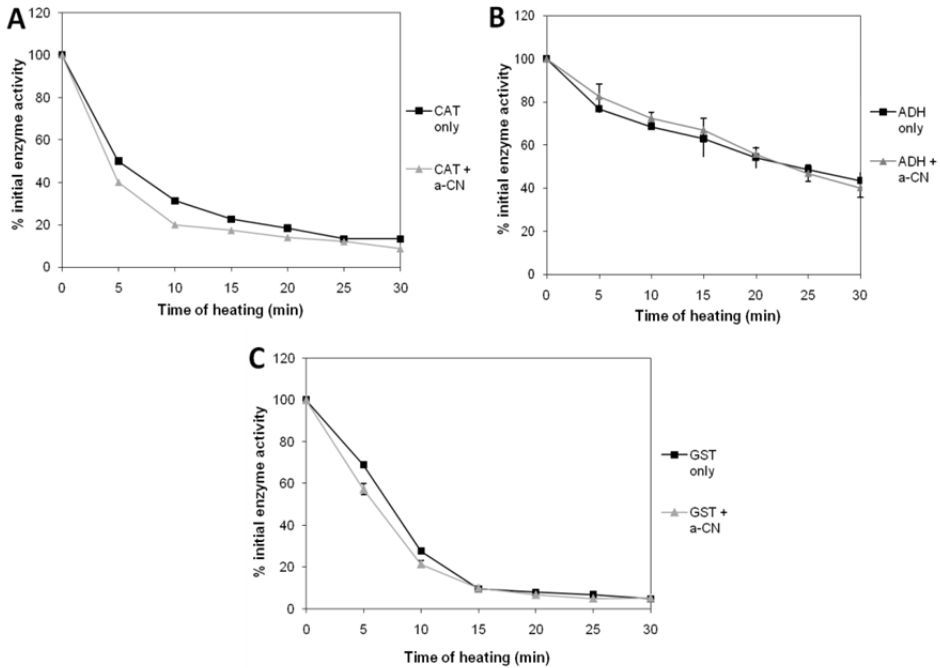 A
120
100
80
60
40
20
0
% initial enzyme activity
0 5 10 15 20 25 30
Time of heating (min)
CAT
only
CAT +
a-CN
B
120
100
80
60
40
20
0
% initial enzyme activity
0 5 10 15 20 25 30
Time of heating (min)
ADH
only
ADH +
a-CN
C
120
100
80
60
40
20
0
% initial enzyme activity
0 5 10 15 20 25 30
Time of heating (min)
GST
only
GST +
a-CN